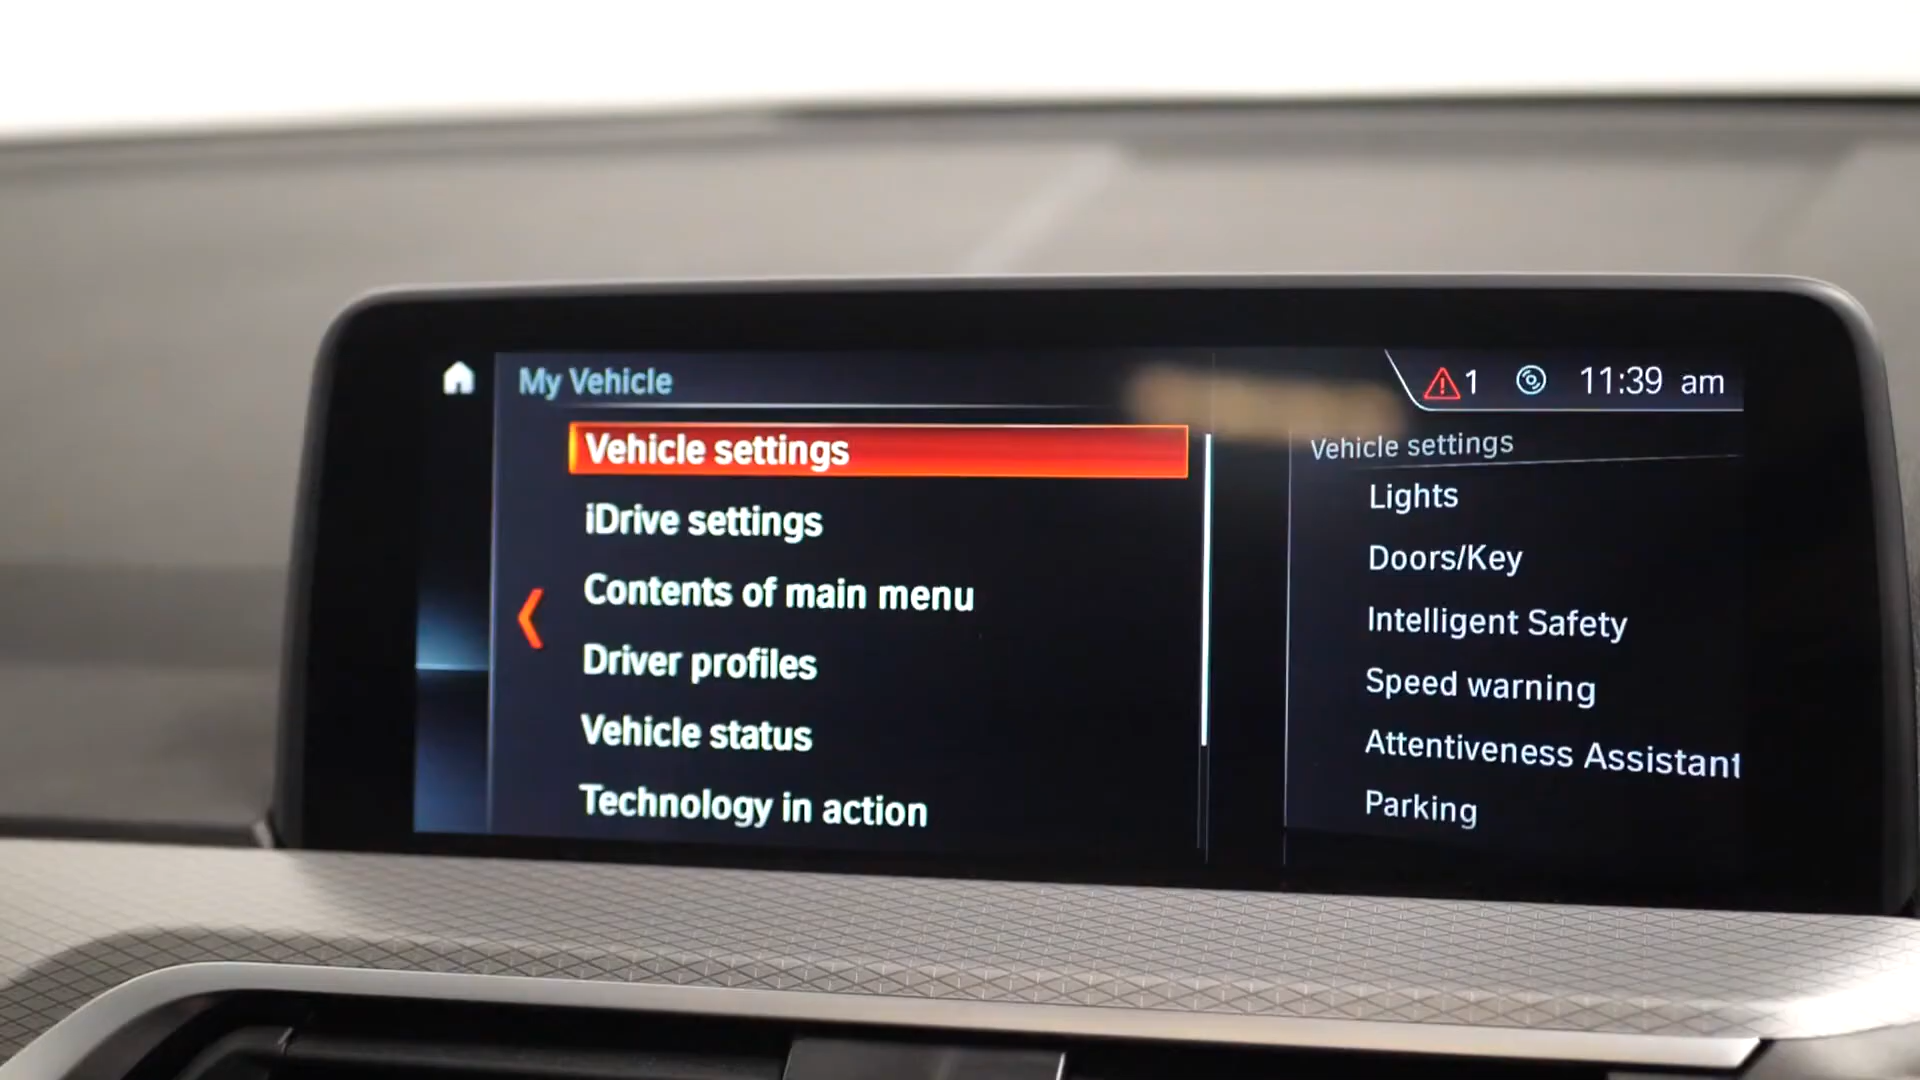 My Vehicle
1 11:39 am
Vehicle settings
iDrive settings
Contents of main menu
Driver profiles
Vehicle status
Technology in action
Vehicle settings
Lights
Doors/Key
Intelligent Safety
Speed warning
Attentiveness Assistant
Parking